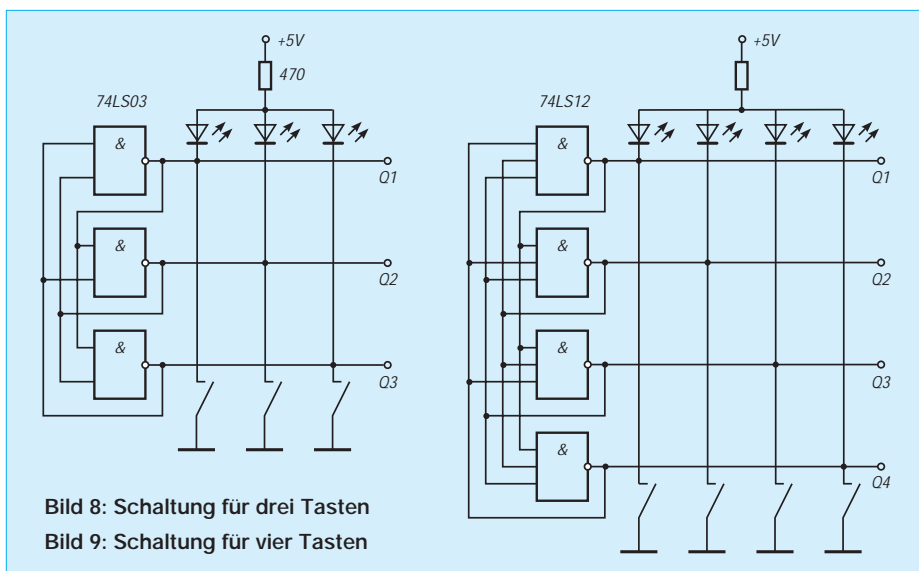 +5V
470
74LS03
&
Q1
&
Q2
&
Q3
Bild 8: Schaltung für drei Tasten
Bild 9: Schaltung für vier Tasten
+5V
74LS12
&
Q1
&
Q2
&
Q3
&
Q4